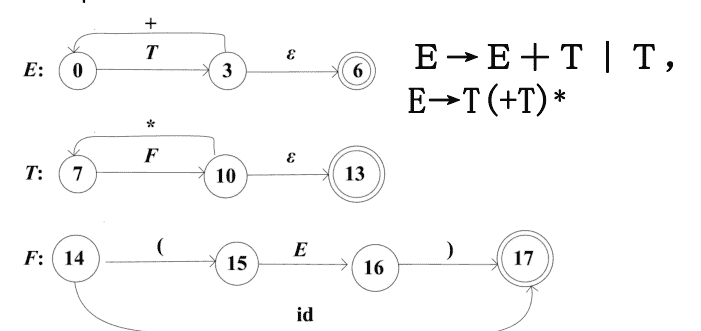 +
E: 0 T 3 ε 6
E→E+T | T,
E→T(+T)*
*
T: 7 F 10 ε 13
F: 14 ( 15 E 16 ) 17
id